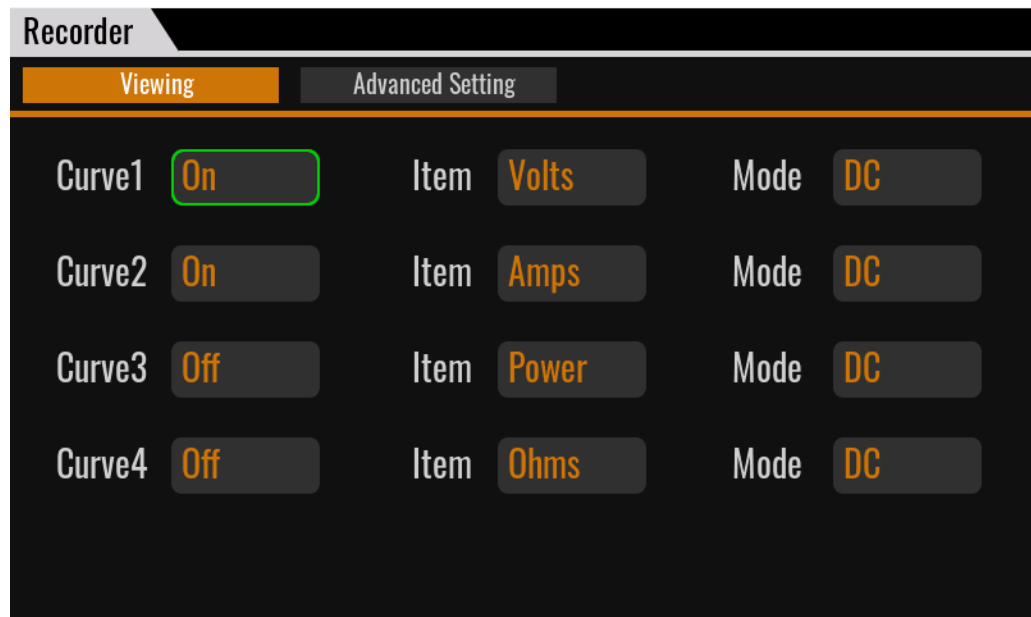 Recorder
Viewing Advanced Setting
Curve1 On Item Volts Mode DC
Curve2 On Item Amps Mode DC
Curve3 Off Item Power Mode DC
Curve4 Off Item Ohms Mode DC